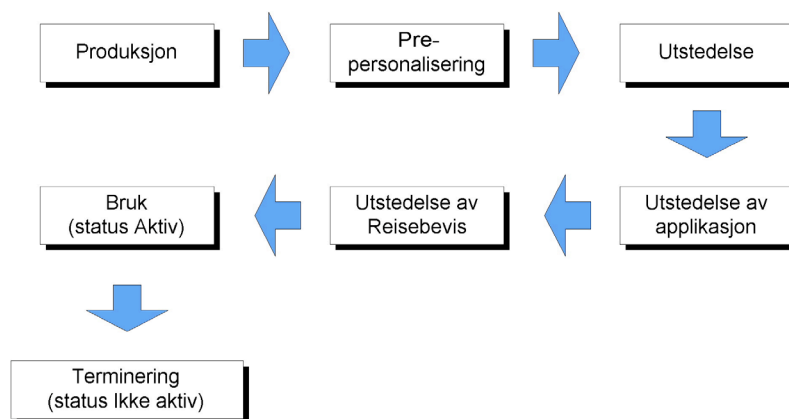 Produksjon
Pre-
personalisering
Utstedelse
Utstedelse av
applikasjon
Utstedelse av
Reisebevis
Bruk
(status Aktiv)
Terminering
(status Ikke aktiv)